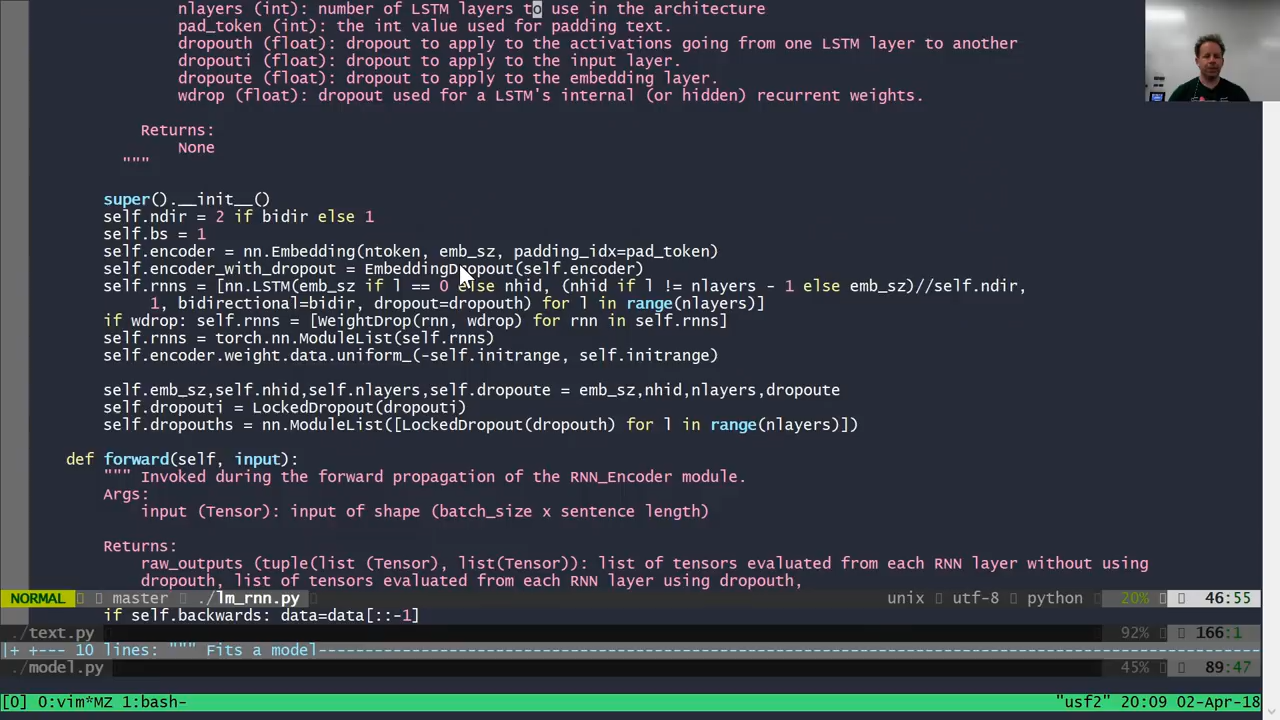 nlayers (int): number of LSTM layers to use in the architecture
pad_token (int): the int value used for padding text.
dropouth (float): dropout to apply to the activations going from one LSTM layer to another
dropouti (float): dropout to apply to the input layer.
dropoute (float): dropout to apply to the embedding layer.
wdrop (float): dropout used for a LSTM's internal (or hidden) recurrent weights.
Returns:
None
"""
super().__init__()
self.ndir = 2 if bidir else 1
self.bs = 1
self.encoder = nn.Embedding(ntoken, emb_sz, padding_idx=pad_token)
self.encoder_with_dropout = EmbeddingDropout(self.encoder)
self.rnns = [nn.LSTM(emb_sz if l == 0 else nhid, (nhid if l != nlayers - 1 else emb_sz)//self.ndir,
1, bidirectional=bidir, dropout=dropouth) for l in range(nlayers)]
if wdrop: self.rnns = [WeightDrop(rnn, wdrop) for rnn in self.rnns]
self.rnns = torch.nn.ModuleList(self.rnns)
self.encoder.weight.data.uniform_(-self.initrange, self.initrange)
self.emb_sz,self.nhid,self.nlayers,self.dropoute = emb_sz,nhid,nlayers,dropoute
self.dropouti = LockedDropout(dropouti)
self.dropouths = nn.ModuleList([LockedDropout(dropouth) for l in range(nlayers)])
def forward(self, input):
""" Invoked during the forward propagation of the RNN_Encoder module.
Args:
input (Tensor): input of shape (batch_size x sentence length)
Returns:
raw_outputs (tuple(list (Tensor), list(Tensor)): list of tensors evaluated from each RNN layer without using
dropouth, list of tensors evaluated from each RNN layer using dropouth,
NORMAL master ./lm_rnn.py unix utf-8 python 20% 46:55
if self.backwards: data=data[::-1]
./text.py 92% 166:1
|+ +--- 10 lines: """ Fits a model-----------------------------------------------------------------------------------------------------
./model.py 45% 89:47
[0] 0:vim*MZ 1:bash- "usf2" 20:09 02-Apr-18